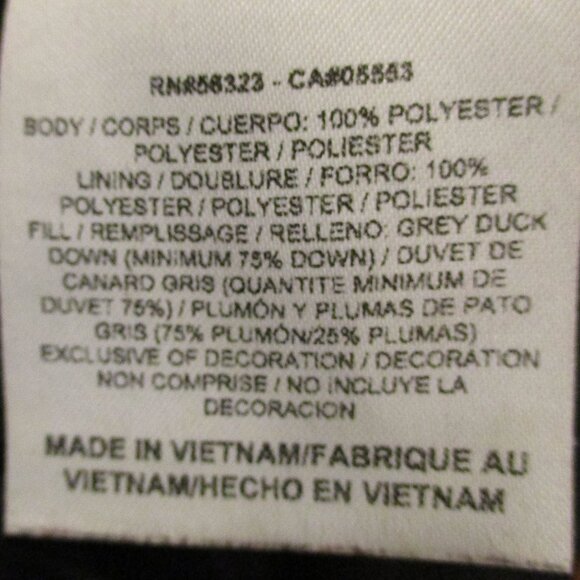 RN#56323 - CA#05553
BODY / CORPS / CUERPO: 100% POLYESTER /
POLYESTER / POLIESTER
LINING / DOUBLURE / FORRO: 100%
POLYESTER / POLYESTER / POLIESTER
FILL / REMPLISSAGE / RELLENO: GREY DUCK
DOWN (MINIMUM 75% DOWN) / DUVET DE
CANARD GRIS (QUANTITE MINIMUM DE
DUVET 75%) / PLUMÓN Y PLUMAS DE PATO
GRIS (75% PLUMÓN/25% PLUMAS)
EXCLUSIVE OF DECORATION / DECORATION
NON COMPRISE / NO INCLUYE LA
DECORACION
MADE IN VIETNAM/FABRIQUE AU
VIETNAM/HECHO EN VIETNAM